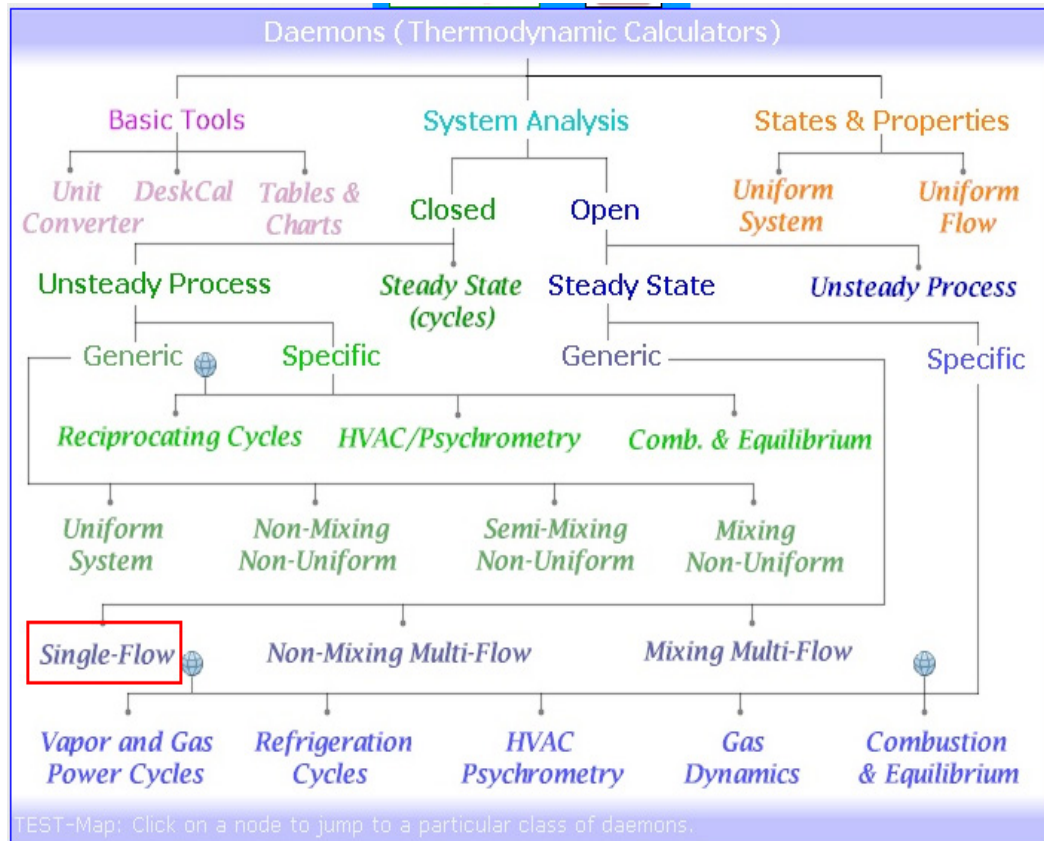 Daemons (Thermodynamic Calculators)
Basic Tools
System Analysis
States & Properties
Unit
Converter
DeskCal
Tables &
Charts
Closed
Open
Uniform
System
Uniform
Flow
Unsteady Process
Steady State
(cycles)
Steady State
Unsteady Process
Generic
Specific
Generic
Specific
Reciprocating Cycles
HVAC/Psychrometry
Comb. & Equilibrium
Uniform
System
Non-Mixing
Non-Uniform
Semi-Mixing
Non-Uniform
Mixing
Non-Uniform
Single-Flow
Non-Mixing Multi-Flow
Mixing Multi-Flow
Vapor and Gas
Power Cycles
Refrigeration
Cycles
HVAC
Psychrometry
Gas
Dynamics
Combustion
& Equilibrium
TEST-Map: Click on a node to jump to a particular class of daemons.